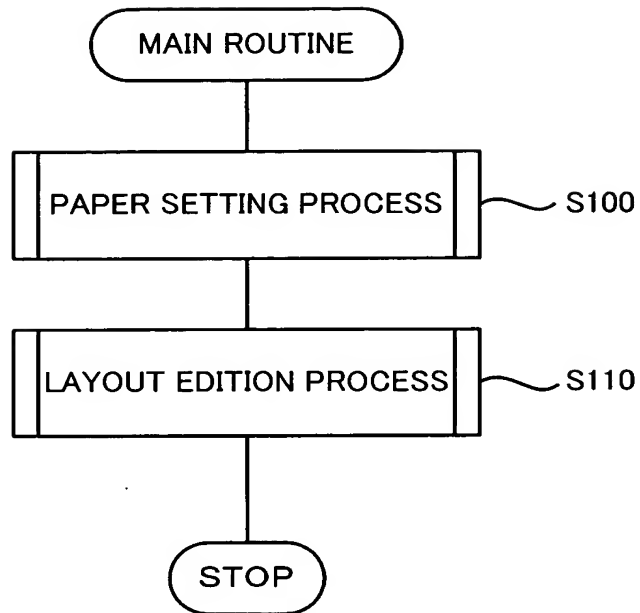 MAIN ROUTINE
PAPER SETTING PROCESS
S100
LAYOUT EDITION PROCESS
S110
STOP